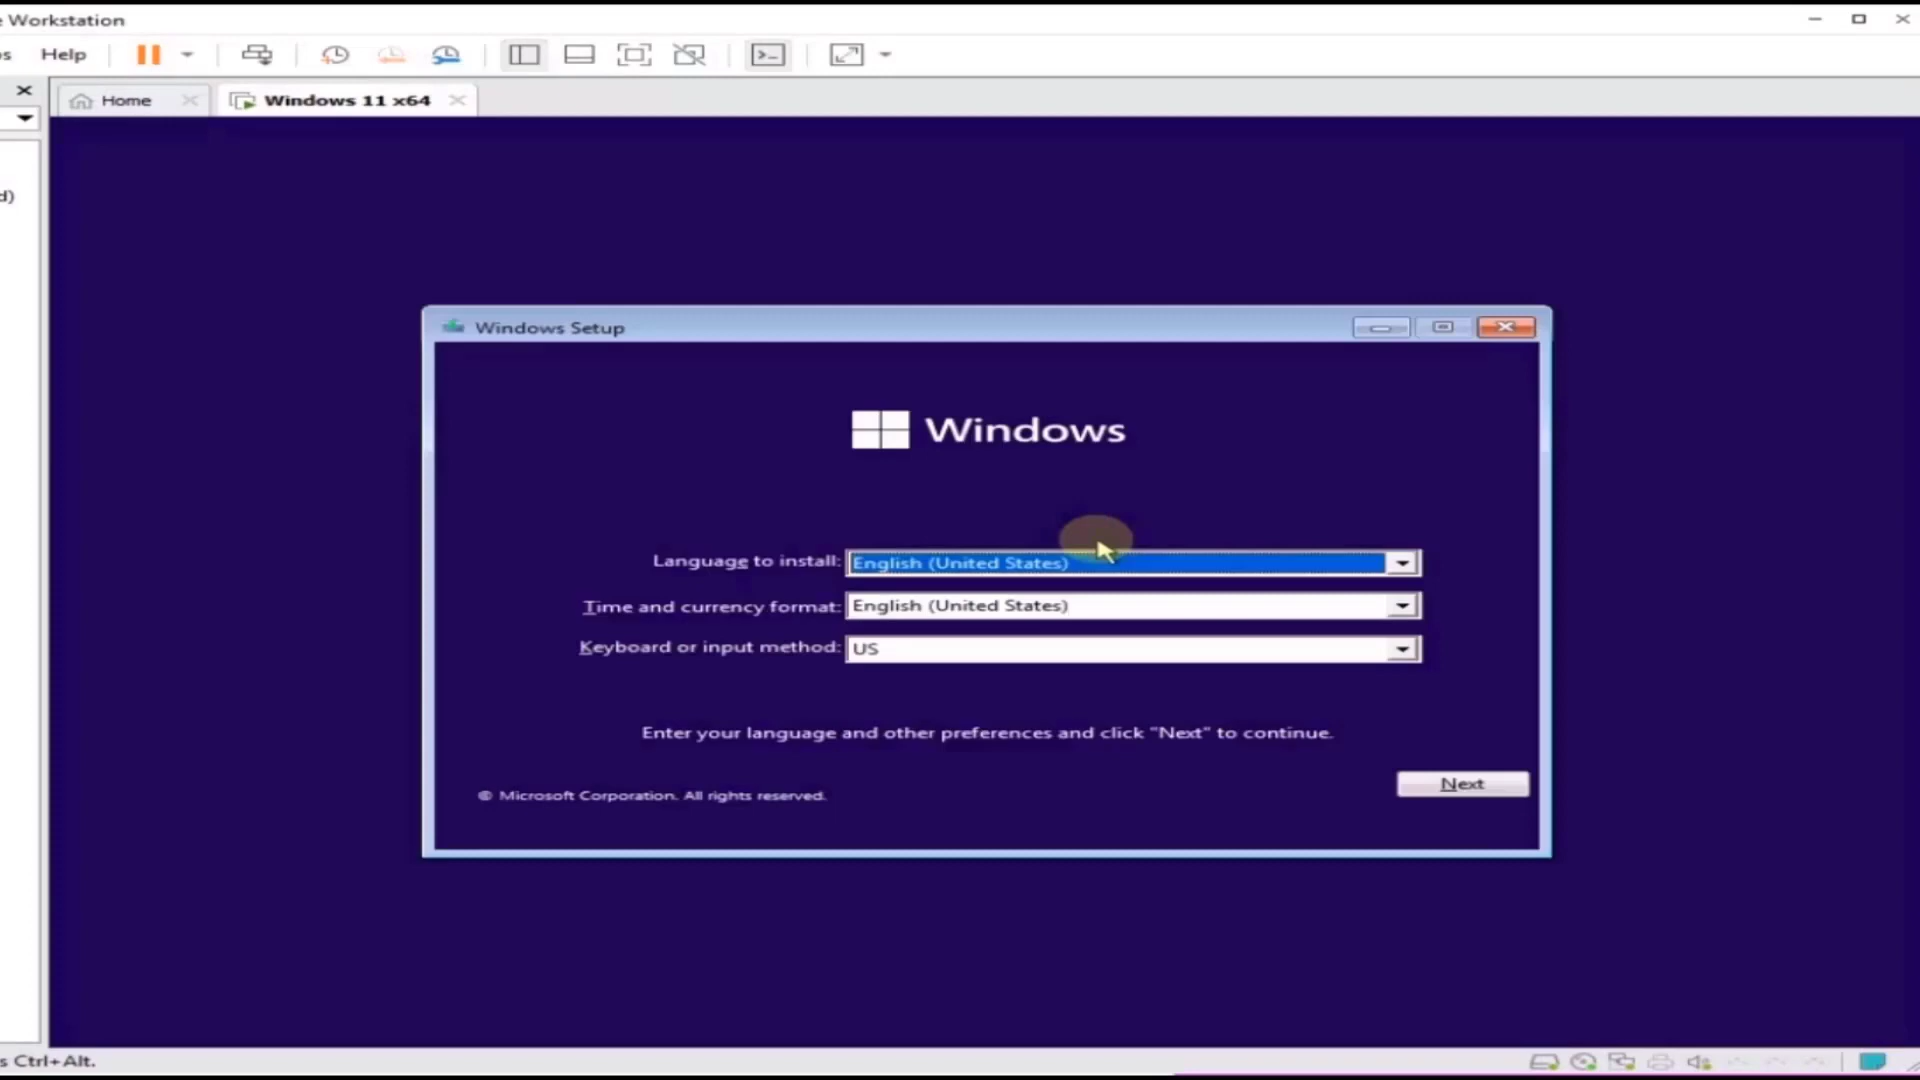 Workstation
Help
Home
Windows 11 x64
d)
Windows Setup
Windows
Language to install: English (United States)
Time and currency format: English (United States)
Keyboard or input method: US
Enter your language and other preferences and click "Next" to continue.
© Microsoft Corporation. All rights reserved.
Next
s Ctrl+Alt.